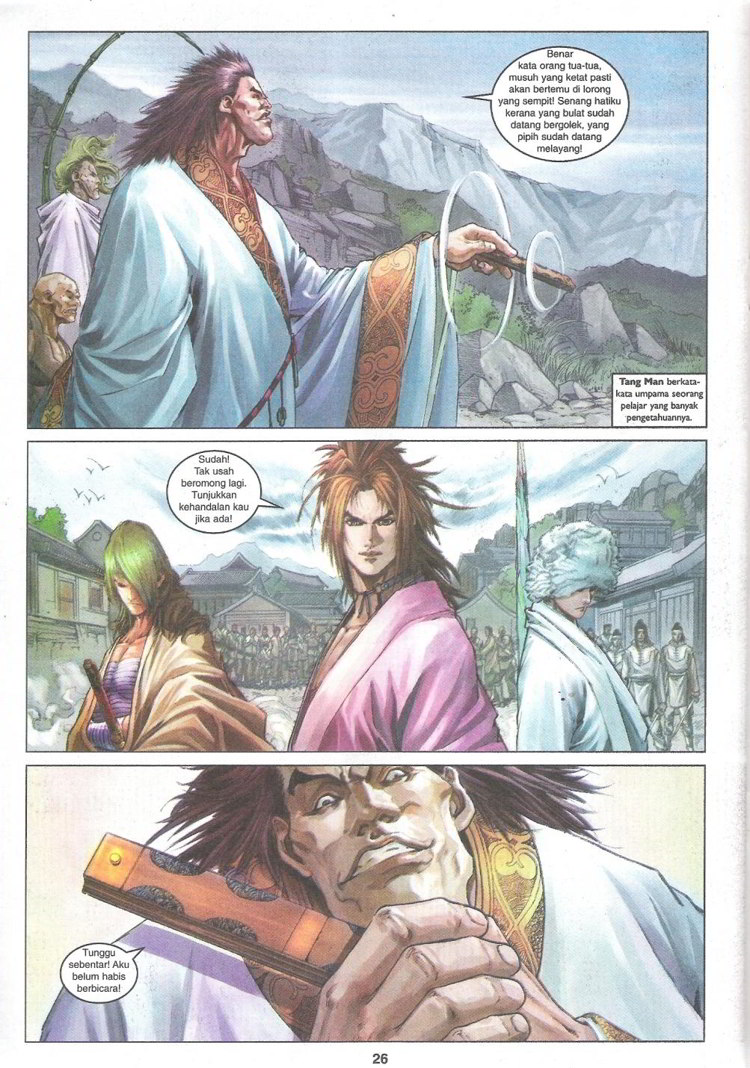 Benar
kata orang tua-tua,
musuh yang ketat pasti
akan bertemu di lorong
yang sempit! Senang hatiku
kerana yang bulat sudah
datang bergolek, yang
pipih sudah datang
melayang!
Tang Man berkata-
kata umpama seorang
pelajar yang banyak
pengetahuannya.
Sudah!
Tak usah
beromong lagi.
Tunjukkan
kehandalan kau
jika ada!
Tunggu
sebentar! Aku
belum habis
berbicara!
26